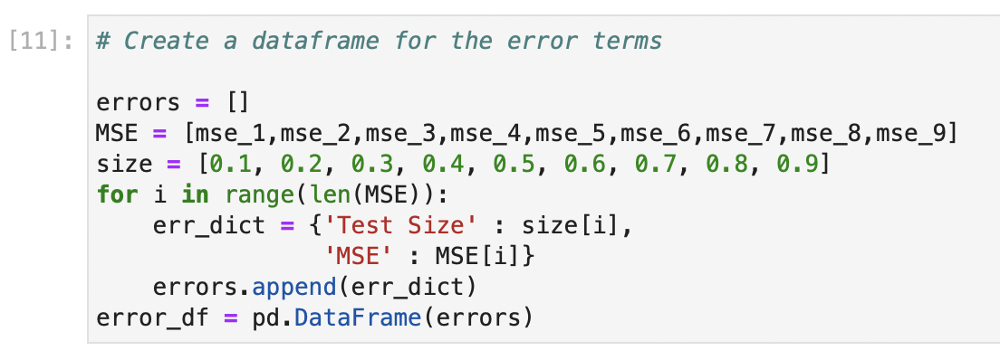 [11]: # Create a dataframe for the error terms
errors = []
MSE = [mse_1,mse_2,mse_3,mse_4,mse_5,mse_6,mse_7,mse_8,mse_9]
size = [0.1, 0.2, 0.3, 0.4, 0.5, 0.6, 0.7, 0.8, 0.9]
for i in range(len(MSE)):
    err_dict = {'Test Size' : size[i],
                'MSE' : MSE[i]}
    errors.append(err_dict)
error_df = pd.DataFrame(errors)